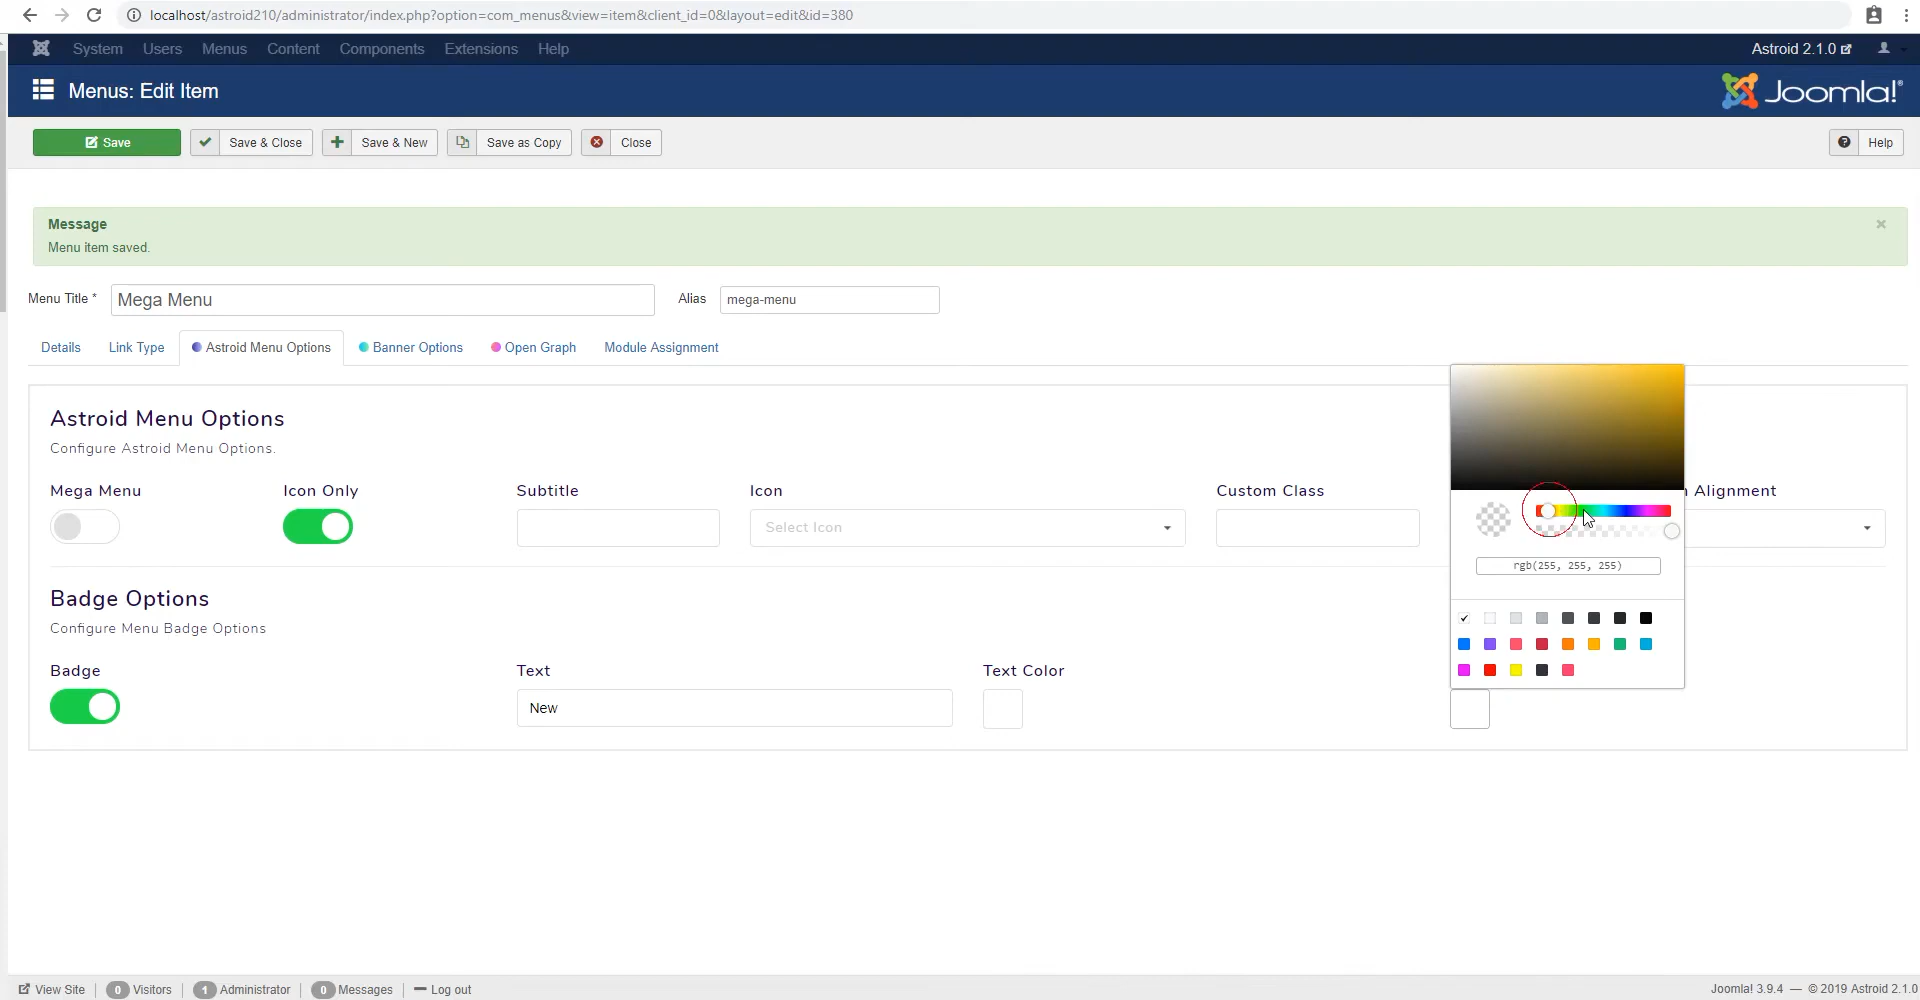 localhost/astroid210/administrator/index.php?option=com_menus&view=item&client_id=0&layout=edit&id=380
System Users Menus Content Components Extensions Help Astroid 2.1.0
Menus: Edit Item Joomla!®
Save Save & Close Save & New Save as Copy Close Help
Message
Menu item saved.
Menu Title * Mega Menu Alias mega-menu
Details Link Type Astroid Menu Options Banner Options Open Graph Module Assignment
Astroid Menu Options
Configure Astroid Menu Options.
Mega Menu Icon Only Subtitle Icon Custom Class Alignment
Select Icon
rgb(255, 255, 255)
Badge Options
Configure Menu Badge Options
Badge Text Text Color
New
View Site 0 Visitors 1 Administrator 0 Messages Log out Joomla! 3.9.4 — © 2019 Astroid 2.1.0